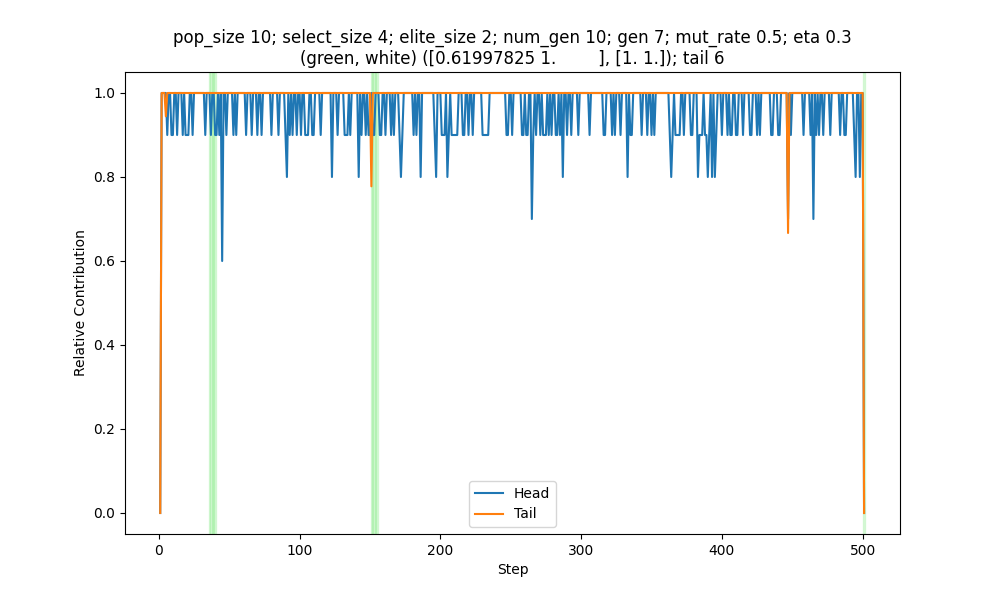 pop_size 10; select_size 4; elite_size 2; num_gen 10; gen 7; mut_rate 0.5; eta 0.3
(green, white) ([0.61997825 1.        ], [1. 1.]); tail 6
1.0
0.8
0.6
0.4
0.2
0.0
Relative Contribution
Head
Tail
0
100
200
300
400
500
Step